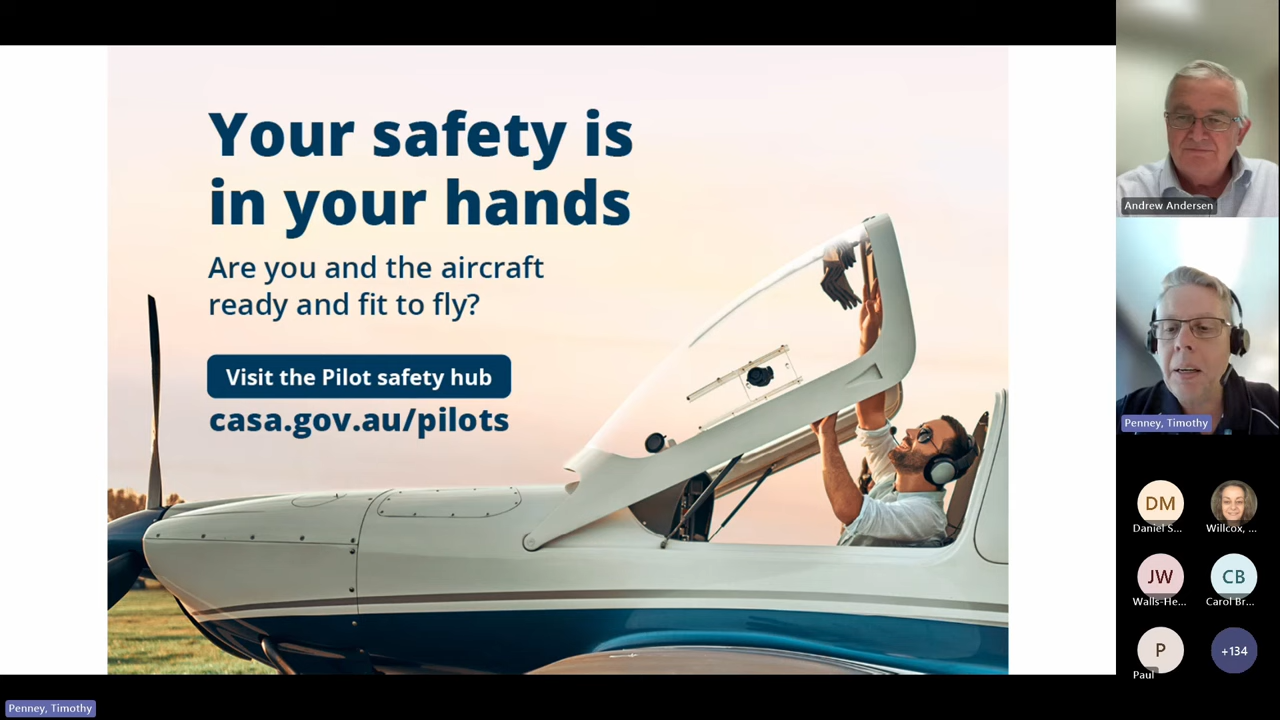 Your safety is
in your hands
Are you and the aircraft
ready and fit to fly?
Visit the Pilot safety hub
casa.gov.au/pilots
Andrew Andersen
Penney, Timothy
DM
Daniel S...
Willcox, ...
JW
Walls-He...
CB
Carol Br...
P
Paul
+134
Penney, Timothy